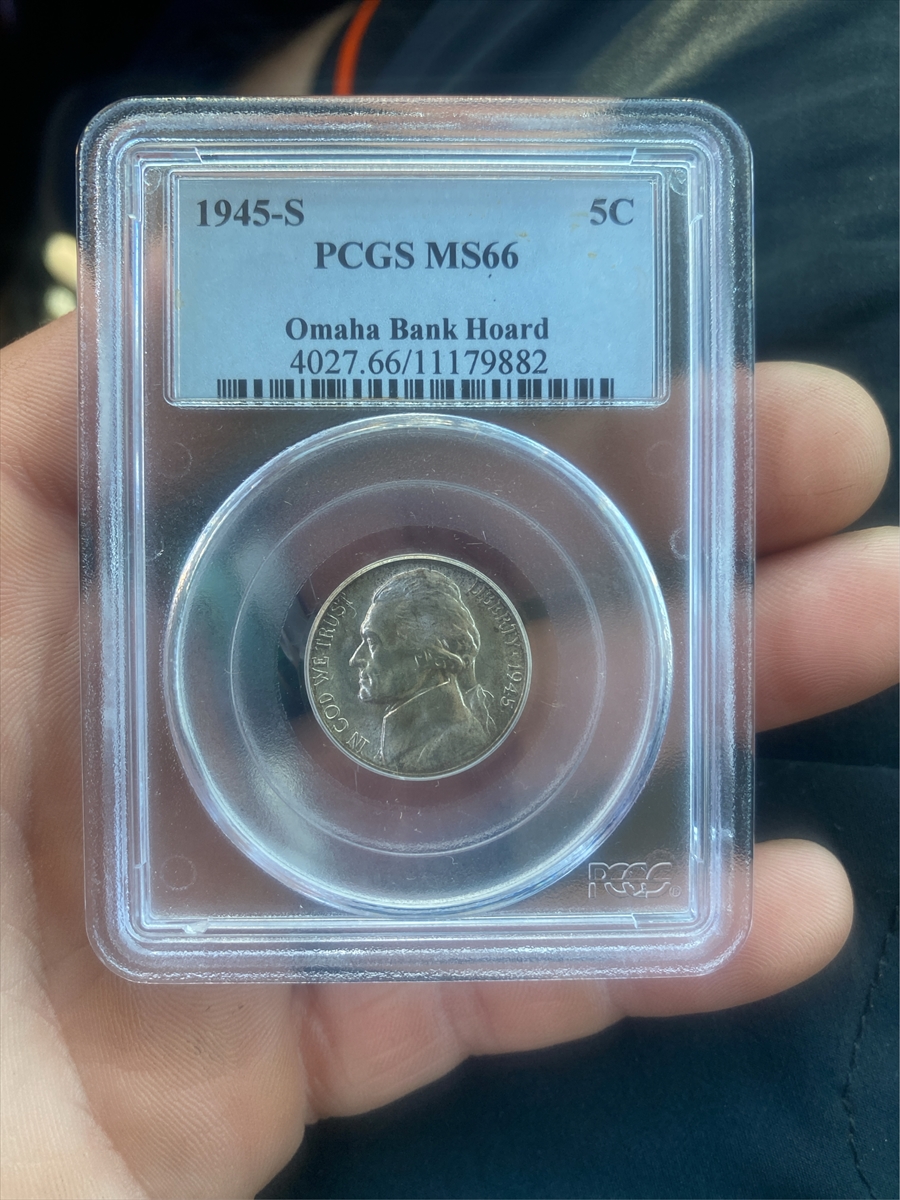 1945-S 5C
PCGS MS66
Omaha Bank Hoard
4027.66/11179882
IN GOD WE TRUST
LIBERTY 1945
PCGS